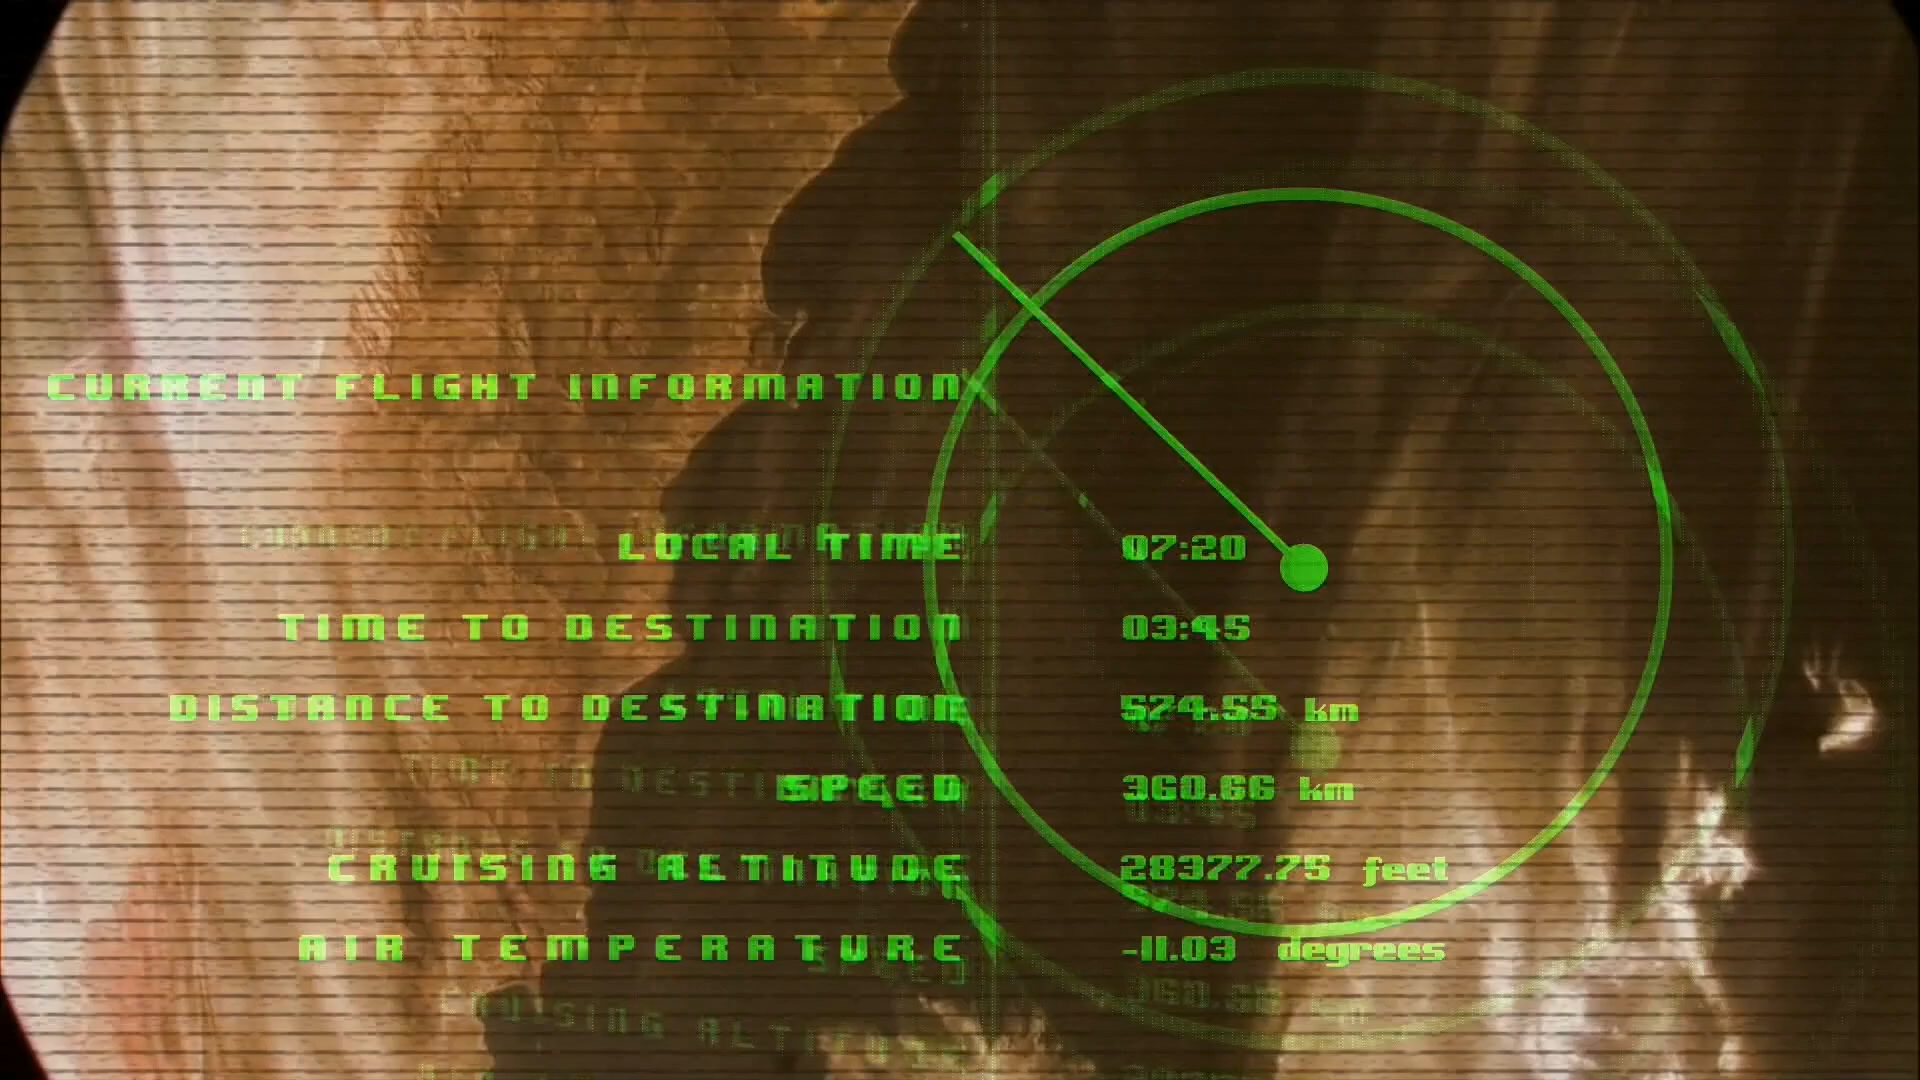 CURRENT FLIGHT INFORMATION
LOCAL TIME 07:20
TIME TO DESTINATION 03:45
DISTANCE TO DESTINATION 574.55 km
SPEED 360.66 km
CRUISING ALTITUDE 28377.75 feet
AIR TEMPERATURE -11.03 degrees